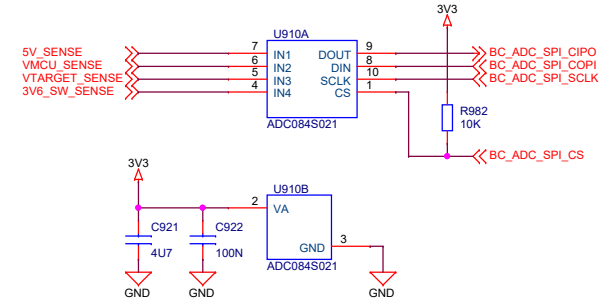 3V3
U910A
5V_SENSE 7 IN1 DOUT 9 BC_ADC_SPI_CIPO
VMCU_SENSE 6 IN2 DIN 8 BC_ADC_SPI_COPI
VTARGET_SENSE 5 IN3 SCLK 10 BC_ADC_SPI_SCLK
3V6_SW_SENSE 4 IN4 CS 1
R982
10K
ADC084S021
BC_ADC_SPI_CS
3V3
U910B
2 VA
C921 C922
4U7 100N
GND 3
ADC084S021
GND GND GND